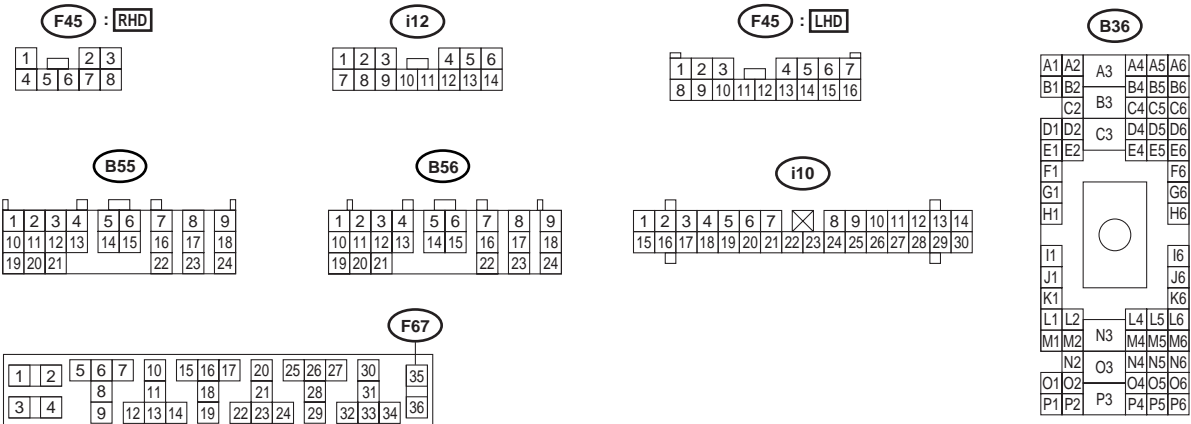 F45 : RHD
1 2 3
4 5 6 7 8
i12
1 2 3 4 5 6
7 8 9 10 11 12 13 14
F45 : LHD
1 2 3 4 5 6 7
8 9 10 11 12 13 14 15 16
B36
A1 A2 A3 A4 A5 A6
B1 B2 B3 B4 B5 B6
C2 C3 C4 C5 C6
D1 D2 D4 D5 D6
E1 E2 E4 E5 E6
F1 F6
G1 G6
H1 H6
I1 I6
J1 J6
K1 K6
L1 L2 L4 L5 L6
M1 M2 N3 M4 M5 M6
N2 O3 N4 N5 N6
O1 O2 O4 O5 O6
P1 P2 P3 P4 P5 P6
B55
1 2 3 4 5 6 7 8 9
10 11 12 13 14 15 16 17 18
19 20 21 22 23 24
B56
1 2 3 4 5 6 7 8 9
10 11 12 13 14 15 16 17 18
19 20 21 22 23 24
i10
1 2 3 4 5 6 7 8 9 10 11 12 13 14
15 16 17 18 19 20 21 22 23 24 25 26 27 28 29 30
F67
1 2 5 6 7 10 15 16 17 20 25 26 27 30 35
8 11 18 21 28 31
3 4 9 12 13 14 19 22 23 24 29 32 33 34 36